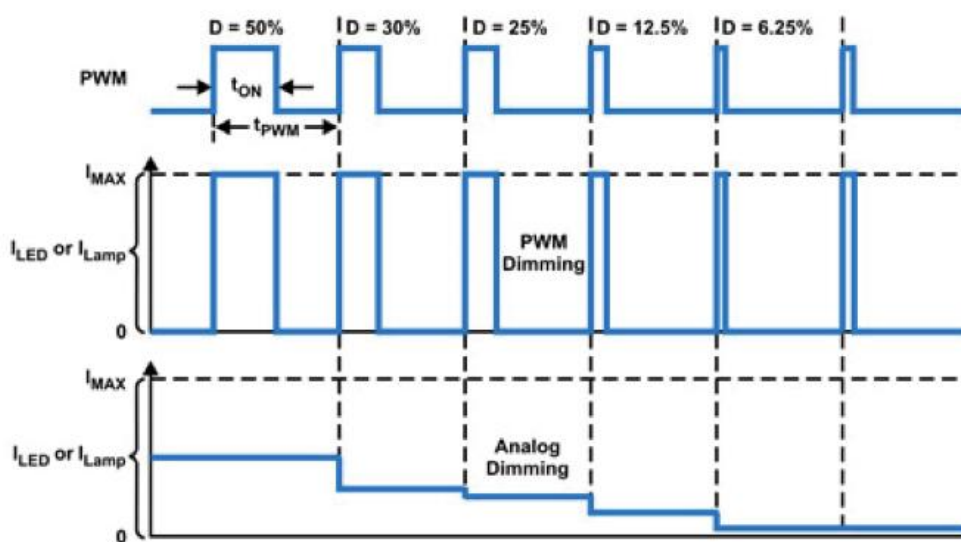 D = 50% D = 30% D = 25% D = 12.5% D = 6.25%
PWM
tON
tPWM
IMAX
ILED or ILamp
PWM
Dimming
0
IMAX
ILED or ILamp
Analog
Dimming
0